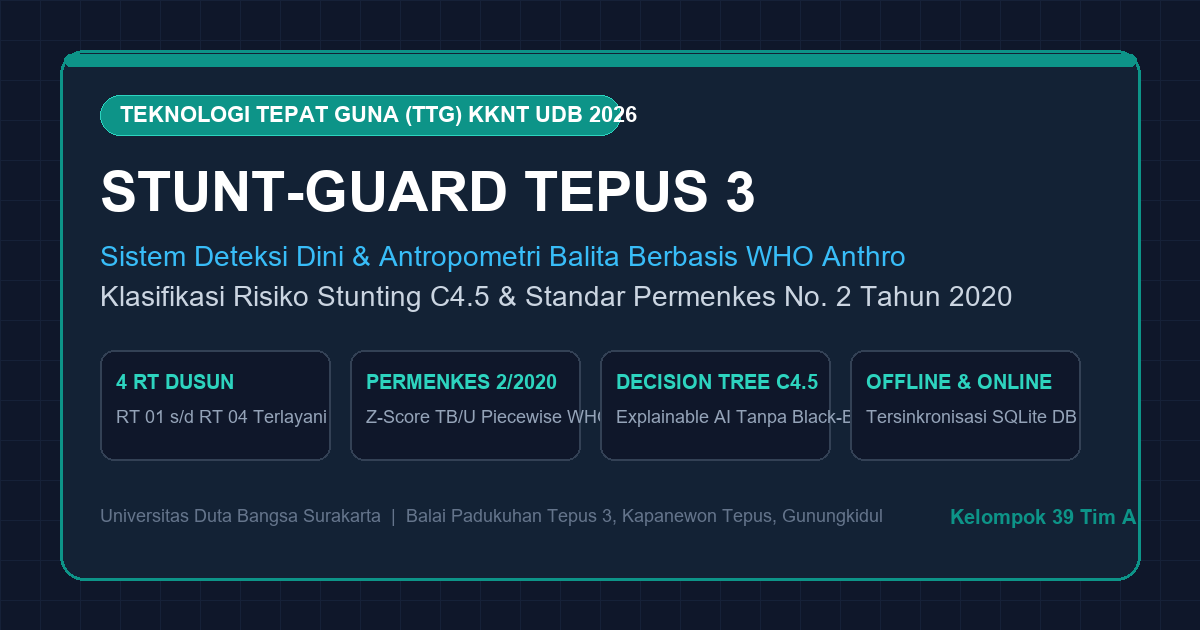 TEKNOLOGI TEPAT GUNA (TTG) KKNT UDB 2026
STUNT-GUARD TEPUS 3
Sistem Deteksi Dini & Antropometri Balita Berbasis WHO Anthro
Klasifikasi Risiko Stunting C4.5 & Standar Permenkes No. 2 Tahun 2020
4 RT DUSUN
RT 01 s/d RT 04 Terlayani
PERMENKES 2/2020
Z-Score TB/U Piecewise WHO
DECISION TREE C4.5
Explainable AI Tanpa Black-B
OFFLINE & ONLINE
Tersinkronisasi SQLite DB
Universitas Duta Bangsa Surakarta | Balai Padukuhan Tepus 3, Kapanewon Tepus, Gunungkidul
Kelompok 39 Tim A